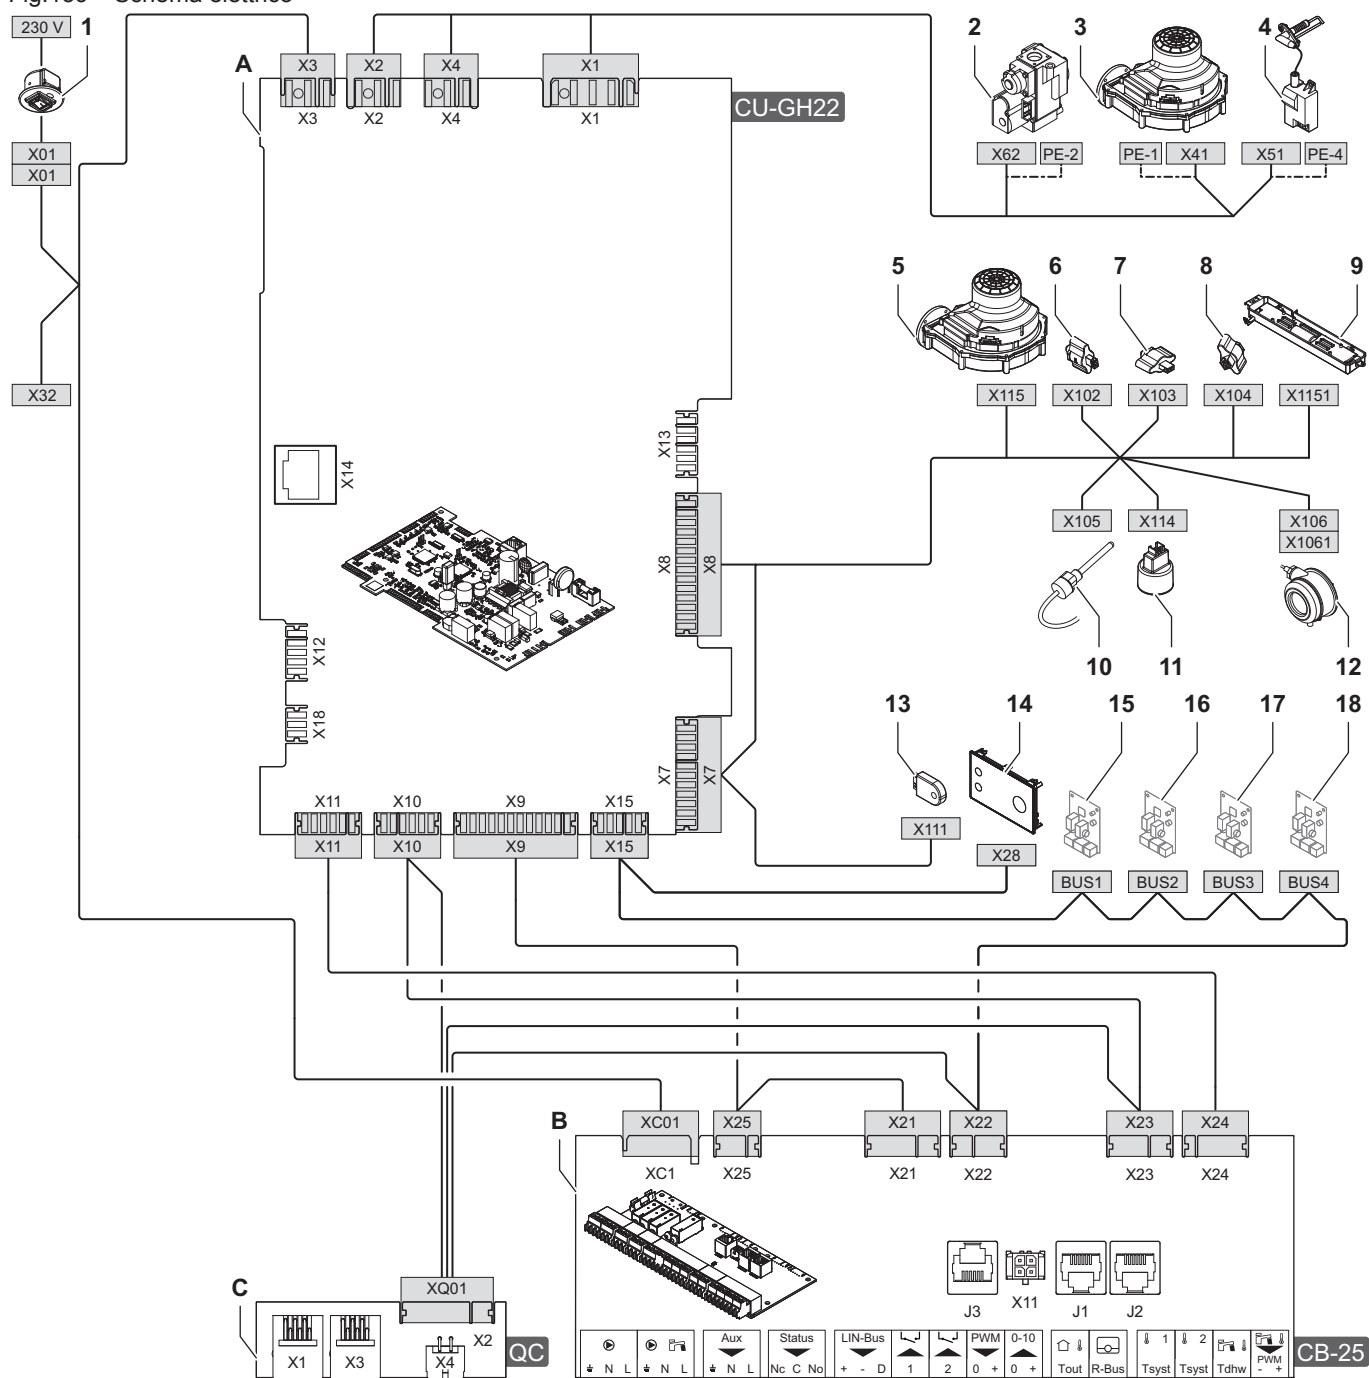 Fig.130 Schema elettrico
230 V 1
2 3 4
A
X3 X2 X4 X1
X3 X2 X4 X1
CU-GH22
X01
X01
X62 PE-2 PE-1 X41 X51 PE-4
5 6 7 8 9
X32
X115 X102 X103 X104 X1151
X13
X14
X105 X114 X106
X1061
X8 X8
10 11 12
X12
X18
13 14 15 16 17 18
X7 X7
X11 X10 X9 X15
X11 X10 X9 X15
X111
X28
BUS1 BUS2 BUS3 BUS4
B
XC01 X25 X21 X22 X23 X24
XC1 X25 X21 X22 X23 X24
C
XQ01
X2
X1 X3 X4
QC
J3 X11 J1 J2
Aux Status LIN-Bus PWM 0-10 1 2 PWM
N L N L N L Nc C No + - D 1 2 0 + 0 + Tout R-Bus Tsyst Tsyst Tdhw - +
CB-25